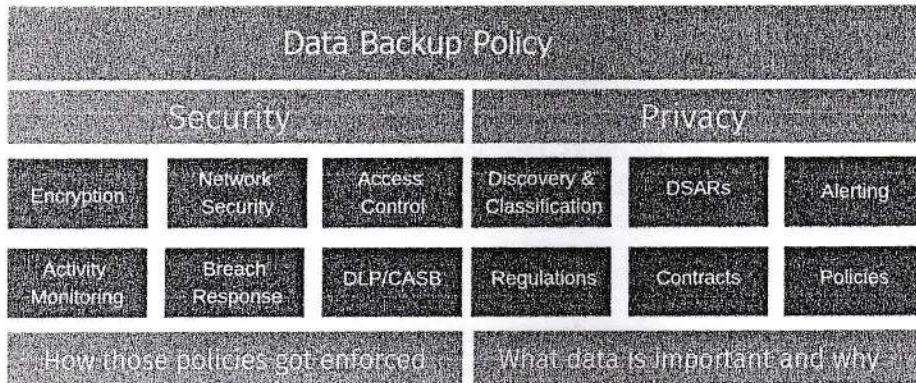 Data Backup Policy
Security
Privacy
Encryption
Network
Security
Access
Control
Discovery &
Classification
DSARs
Alerting
Activity
Monitoring
Breach
Response
DLP/CASB
Regulations
Contracts
Policies
How those policies got enforced
What data is important and why